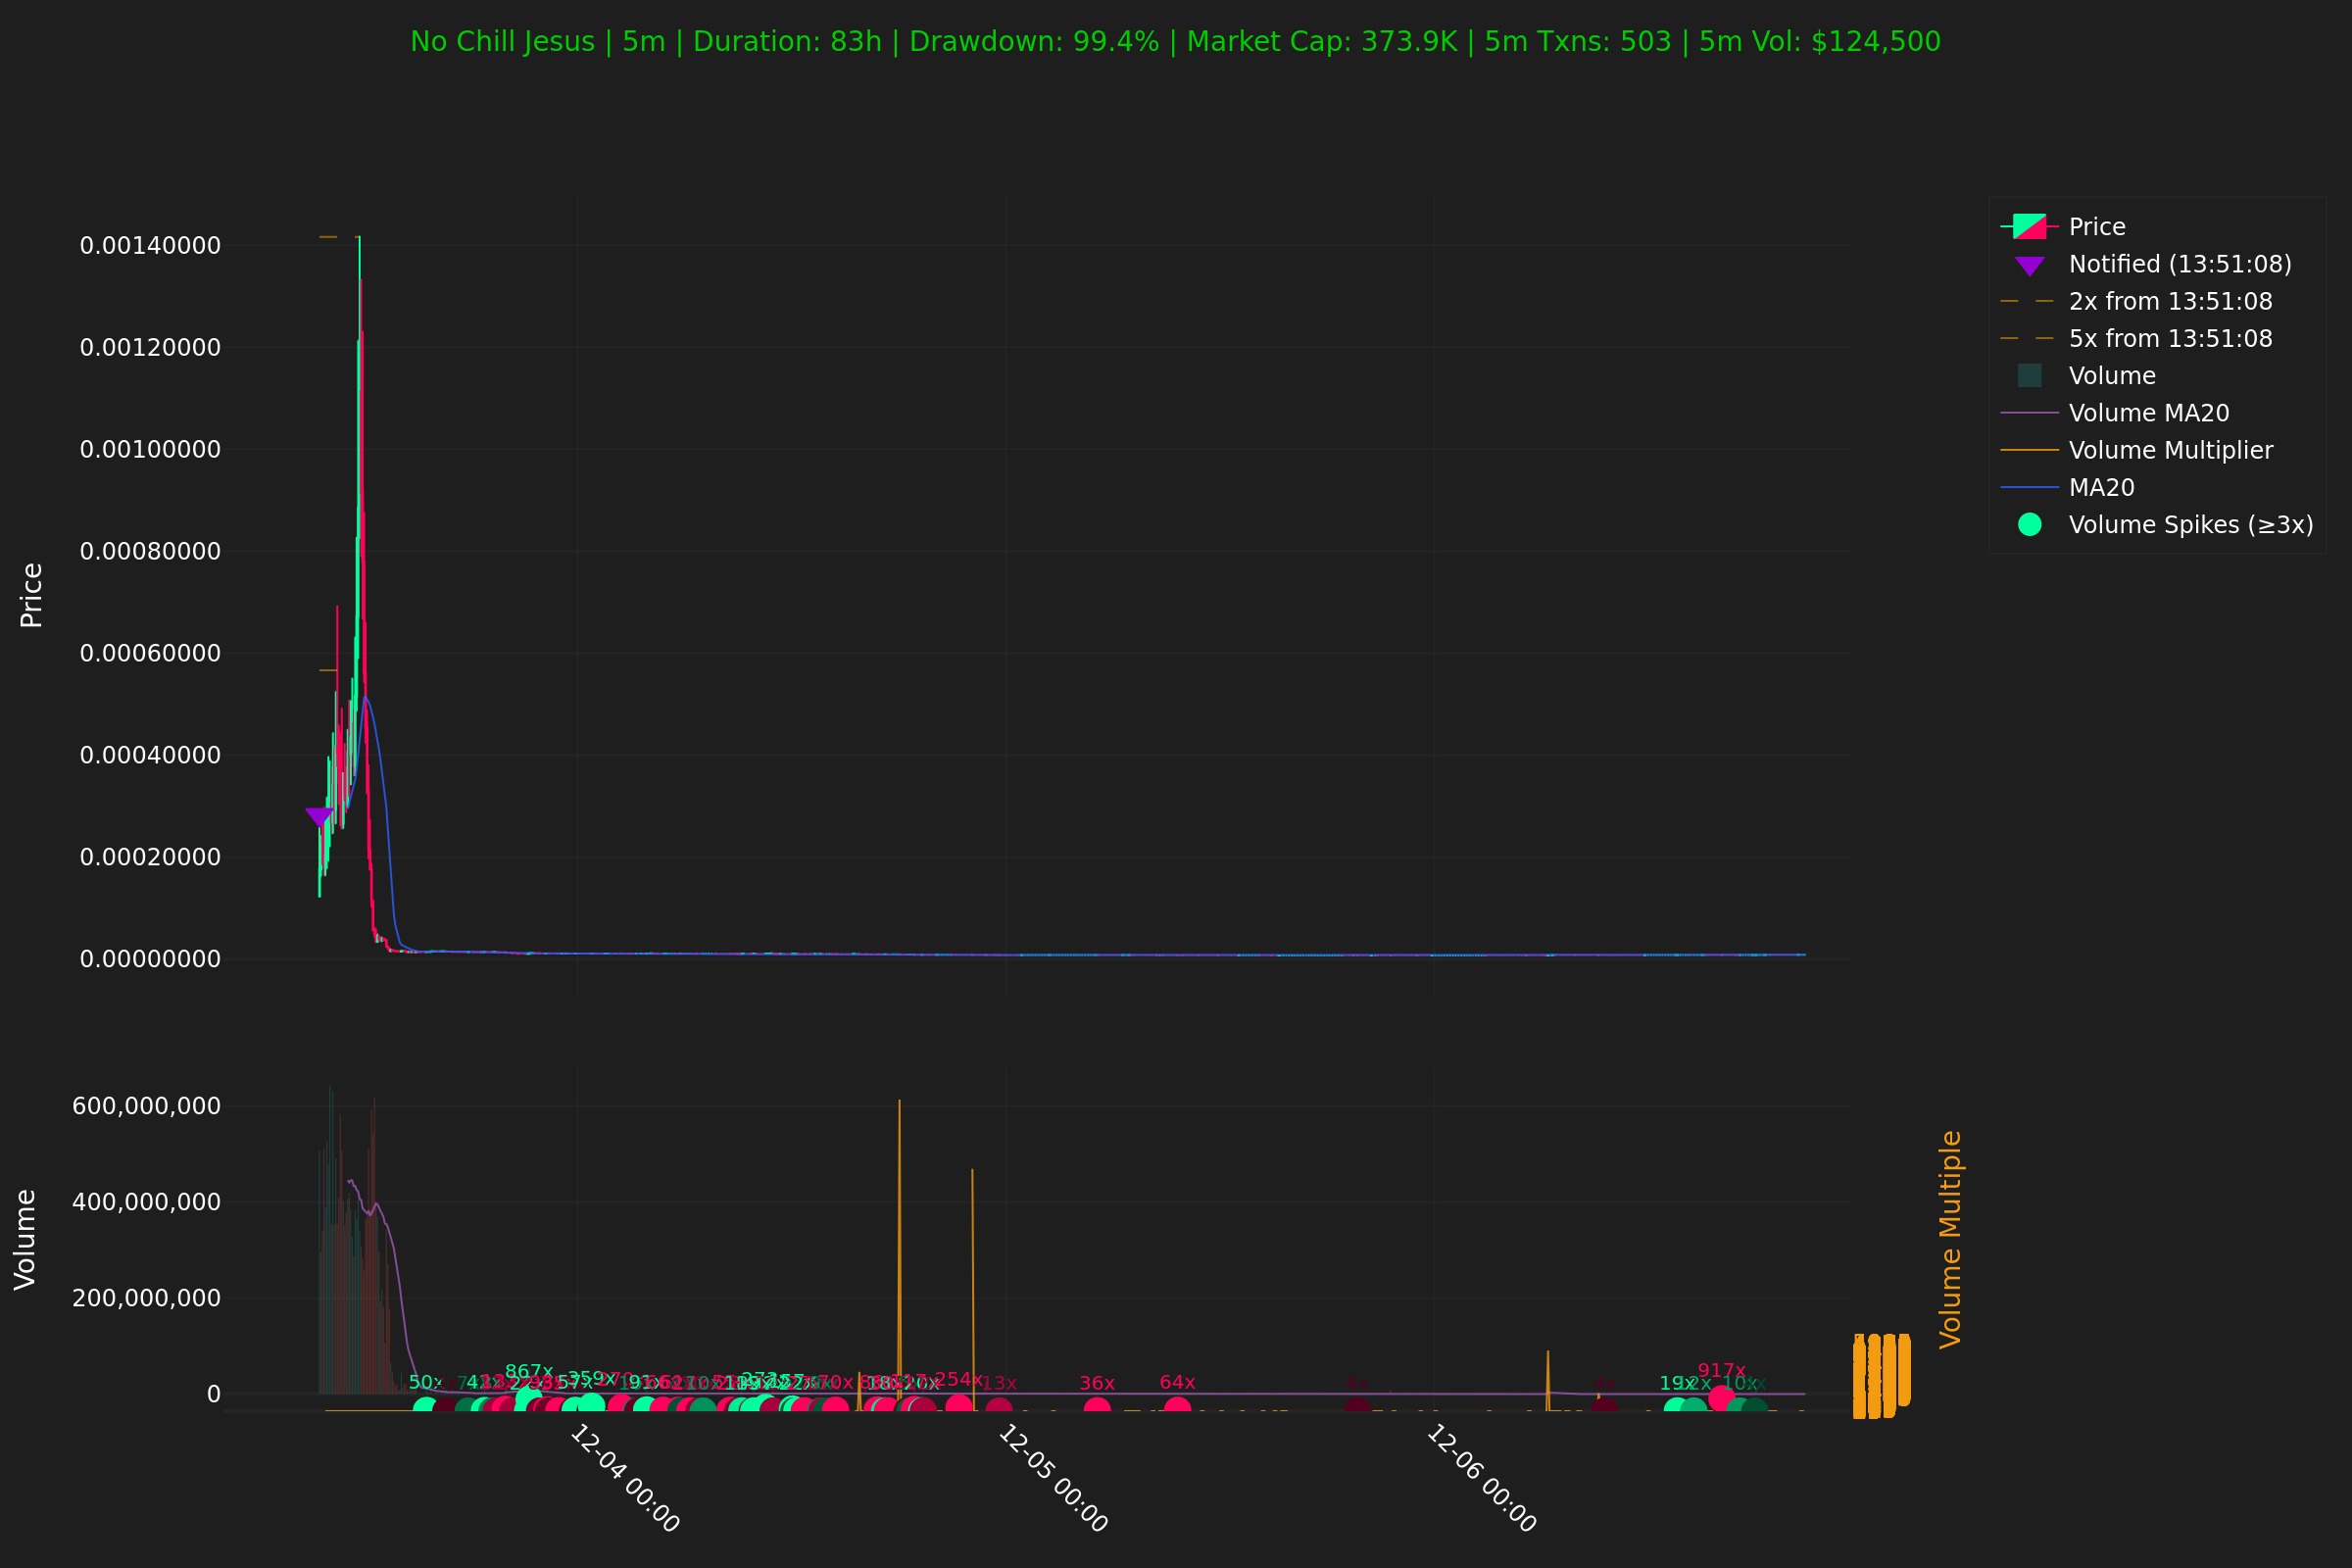 No Chill Jesus | 5m | Duration: 83h | Drawdown: 99.4% | Market Cap: 373.9K | 5m Txns: 503 | 5m Vol: $124,500
Price
0.00140000
0.00120000
0.00100000
0.00080000
0.00060000
0.00040000
0.00020000
0.00000000
Price
Notified (13:51:08)
2x from 13:51:08
5x from 13:51:08
Volume
Volume MA20
Volume Multiplier
MA20
Volume Spikes (≥3x)
Volume
600,000,000
400,000,000
200,000,000
0
Volume Multiple
50x
867x
57x
359x
254x
13x
36x
64x
19x
12x
917x
10x
12-04 00:00
12-05 00:00
12-06 00:00